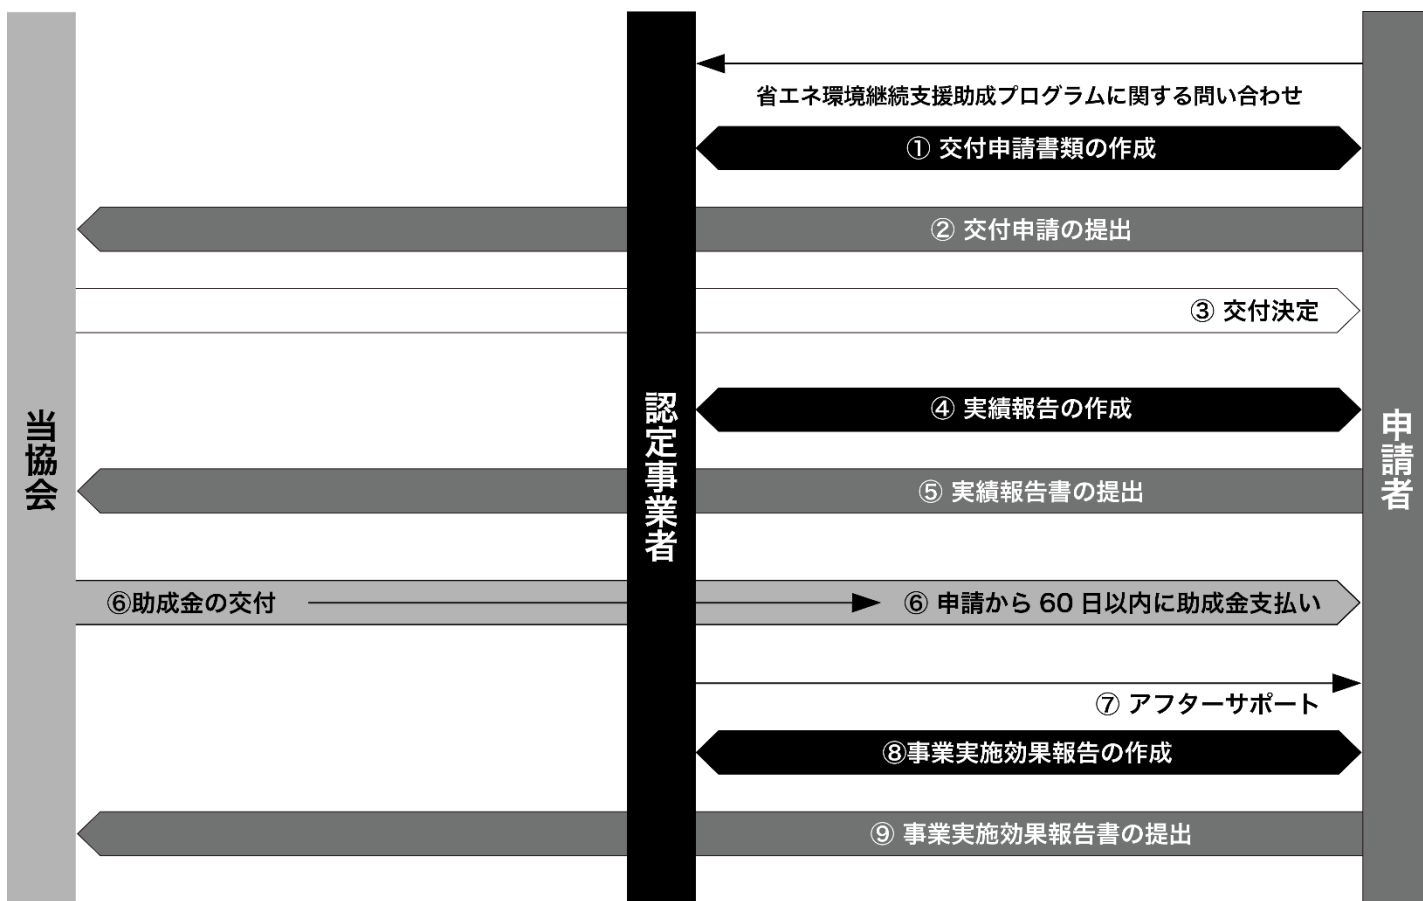 省エネ環境継続支援助成プログラムに関する問い合わせ
① 交付申請書類の作成
② 交付申請の提出
③ 交付決定
④ 実績報告の作成
⑤ 実績報告書の提出
⑥助成金の交付
⑥ 申請から 60 日以内に助成金支払い
⑦ アフターサポート
⑧事業実施効果報告の作成
⑨ 事業実施効果報告書の提出
当協会
認定事業者
申請者